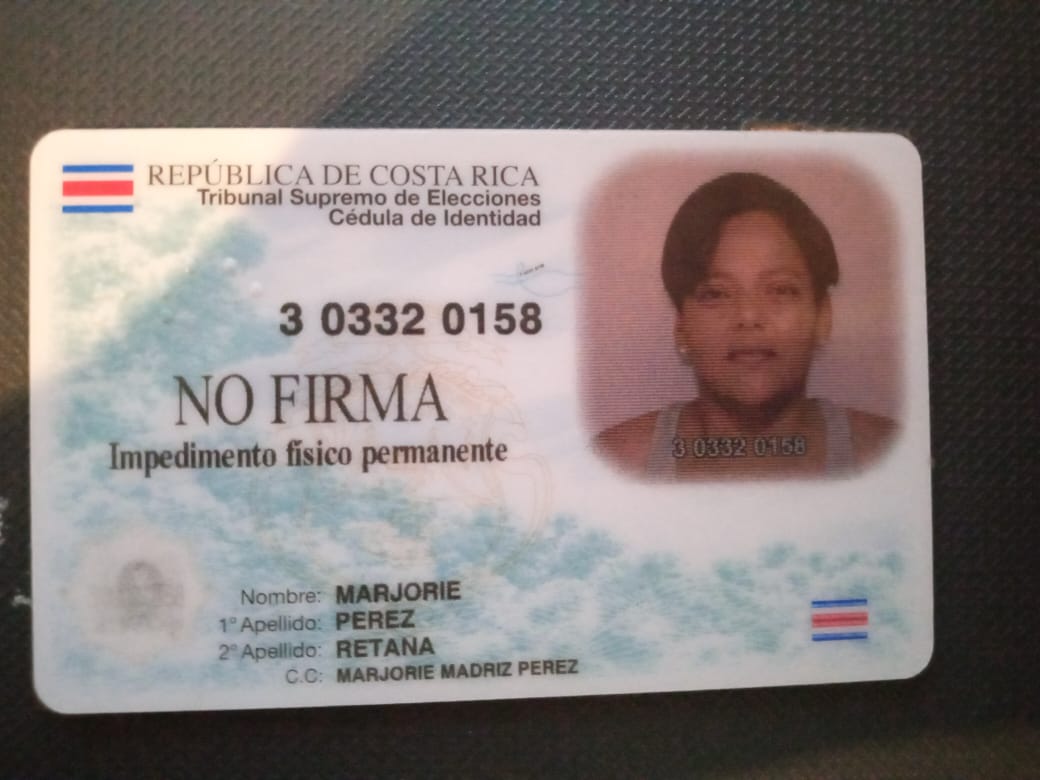 REPÚBLICA DE COSTA RICA
Tribunal Supremo de Elecciones
Cédula de Identidad
3 0332 0158
NO FIRMA
Impedimento físico permanente
3 0332 0158
Nombre: MARJORIE
1° Apellido: PEREZ
2° Apellido: RETANA
C.C: MARJORIE MADRIZ PEREZ